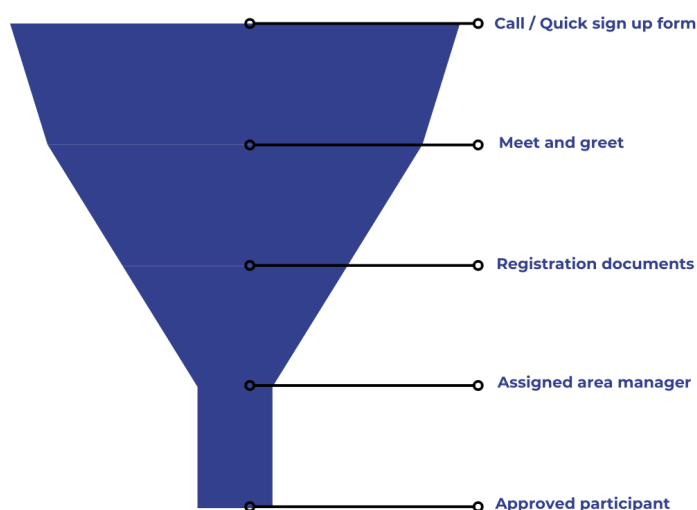 Call / Quick sign up form
Meet and greet
Registration documents
Assigned area manager
Approved participant